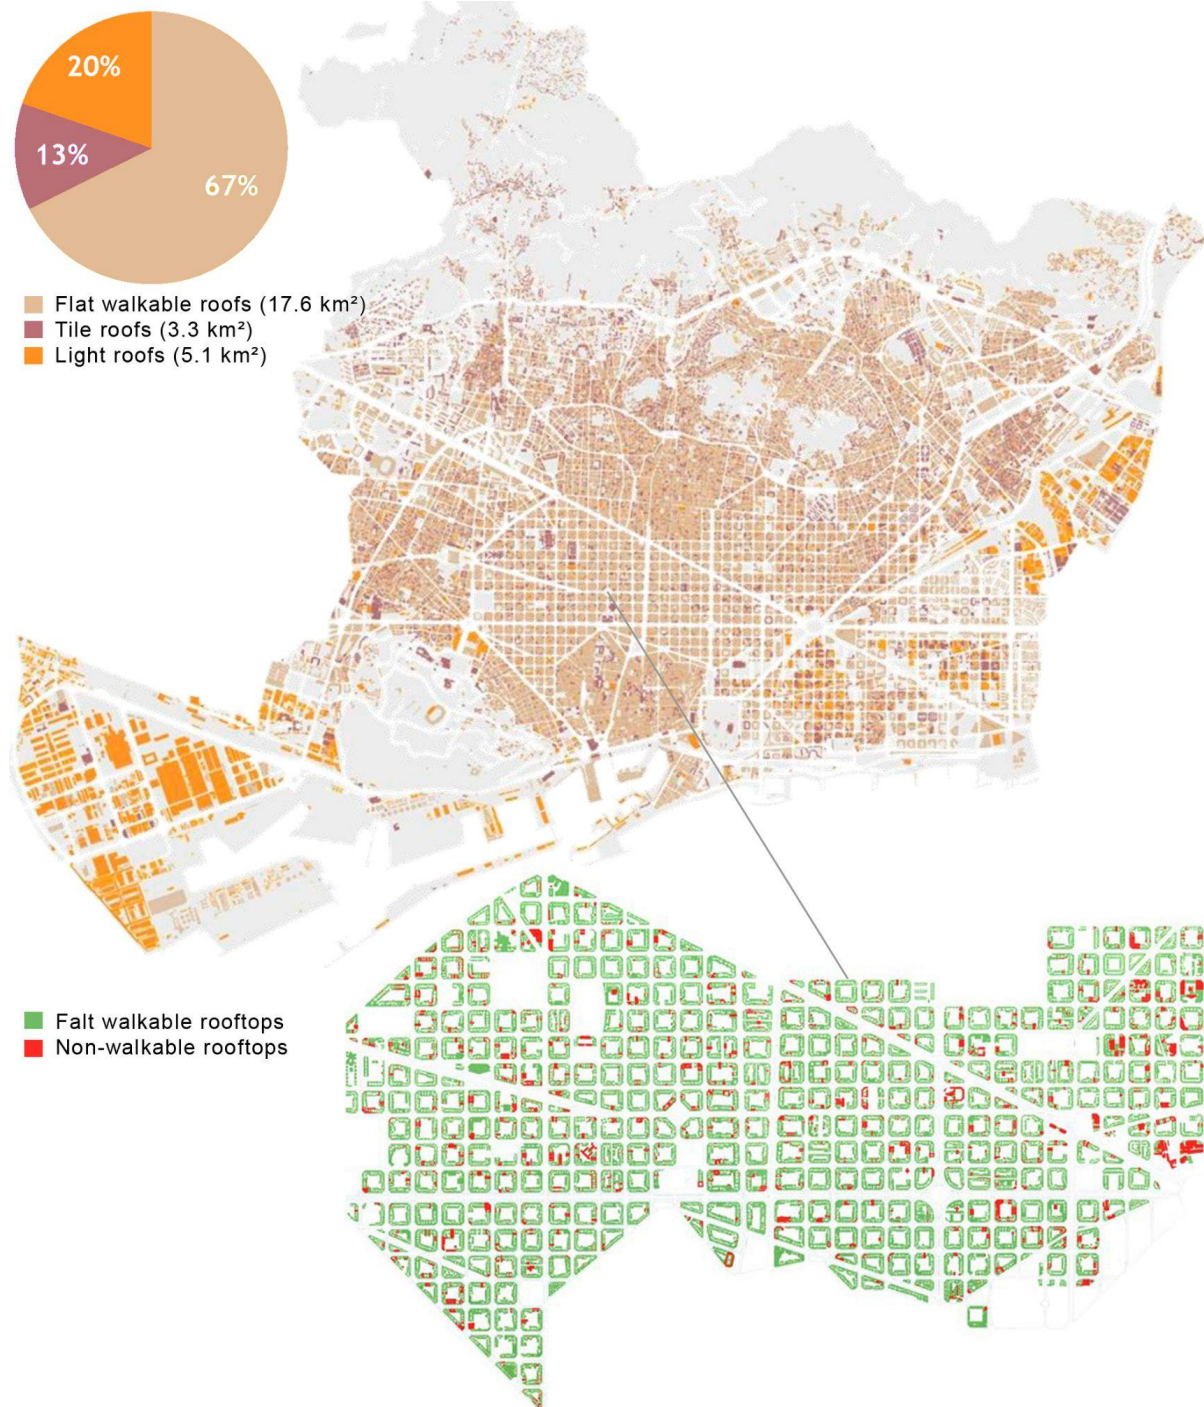 20%
13%
67%
Flat walkable roofs (17.6 km²)
Tile roofs (3.3 km²)
Light roofs (5.1 km²)
Falt walkable rooftops
Non-walkable rooftops